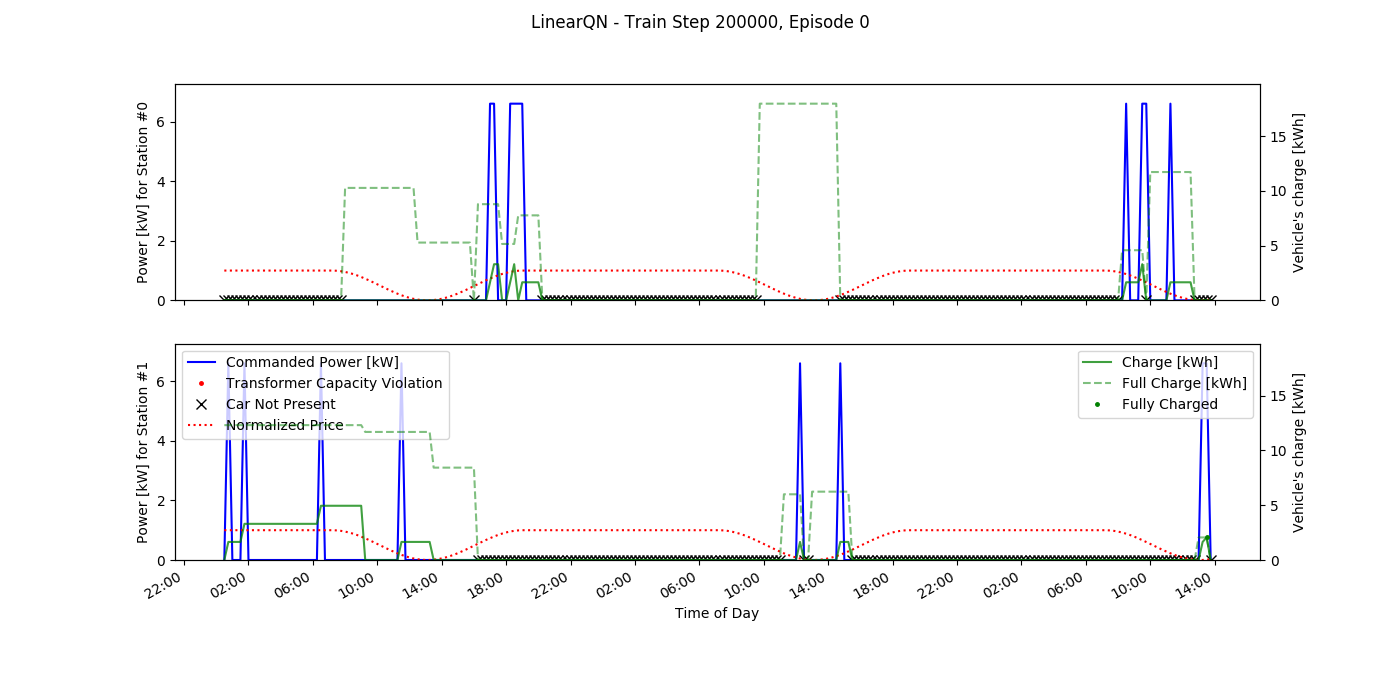 LinearQN - Train Step 200000, Episode 0
Power [kW] for Station #0
0
2
4
6
0
5
10
15
Vehicle's charge [kWh]
Power [kW] for Station #1
0
2
4
6
Commanded Power [kW]
Transformer Capacity Violation
Car Not Present
Normalized Price
Charge [kWh]
Full Charge [kWh]
Fully Charged
0
5
10
15
Vehicle's charge [kWh]
22:00
02:00
06:00
10:00
14:00
18:00
22:00
02:00
06:00
10:00
14:00
18:00
22:00
02:00
06:00
10:00
14:00
Time of Day